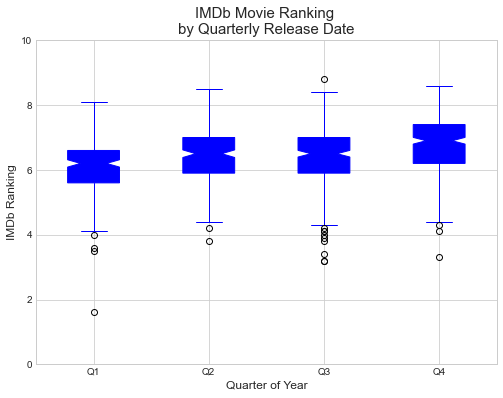 IMDb Movie Ranking
by Quarterly Release Date
IMDb Ranking
10
8
6
4
2
0
Q1 Q2 Q3 Q4
Quarter of Year